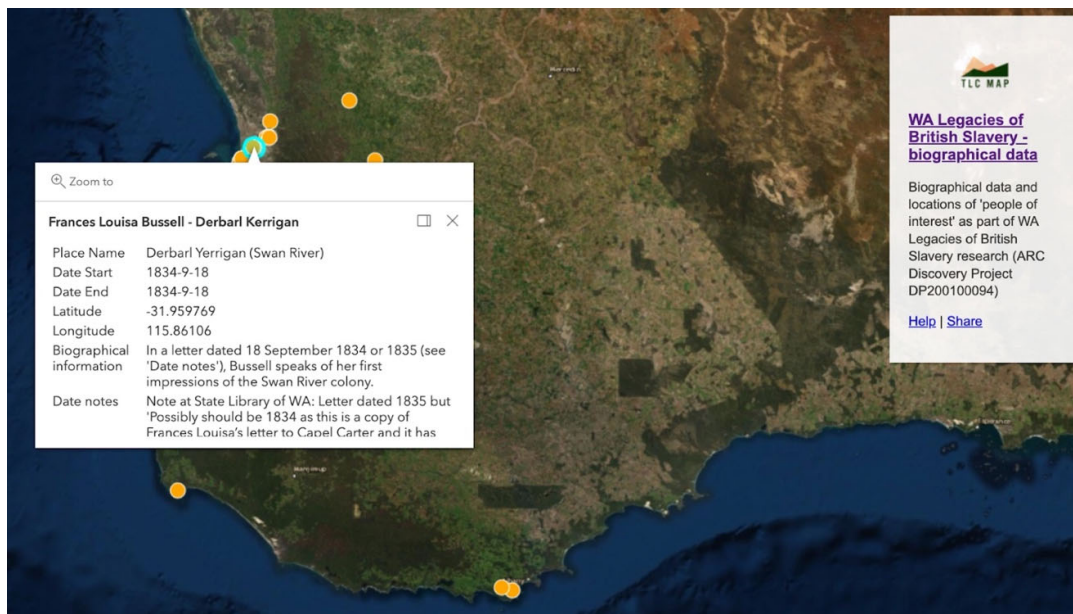 Zoom to
Frances Louisa Bussell - Derbarl Kerrigan
Place Name Derbarl Yerrigan (Swan River)
Date Start 1834-9-18
Date End 1834-9-18
Latitude -31.959769
Longitude 115.86106
Biographical In a letter dated 18 September 1834 or 1835 (see
information 'Date notes'), Bussell speaks of her first
impressions of the Swan River colony.
Date notes Note at State Library of WA: Letter dated 1835 but
'Possibly should be 1834 as this is a copy of
Frances Louisa's letter to Capel Carter and it has
TLC MAP
WA Legacies of
British Slavery -
biographical data
Biographical data and
locations of 'people of
interest' as part of WA
Legacies of British
Slavery research (ARC
Discovery Project
DP200100094)
Help | Share